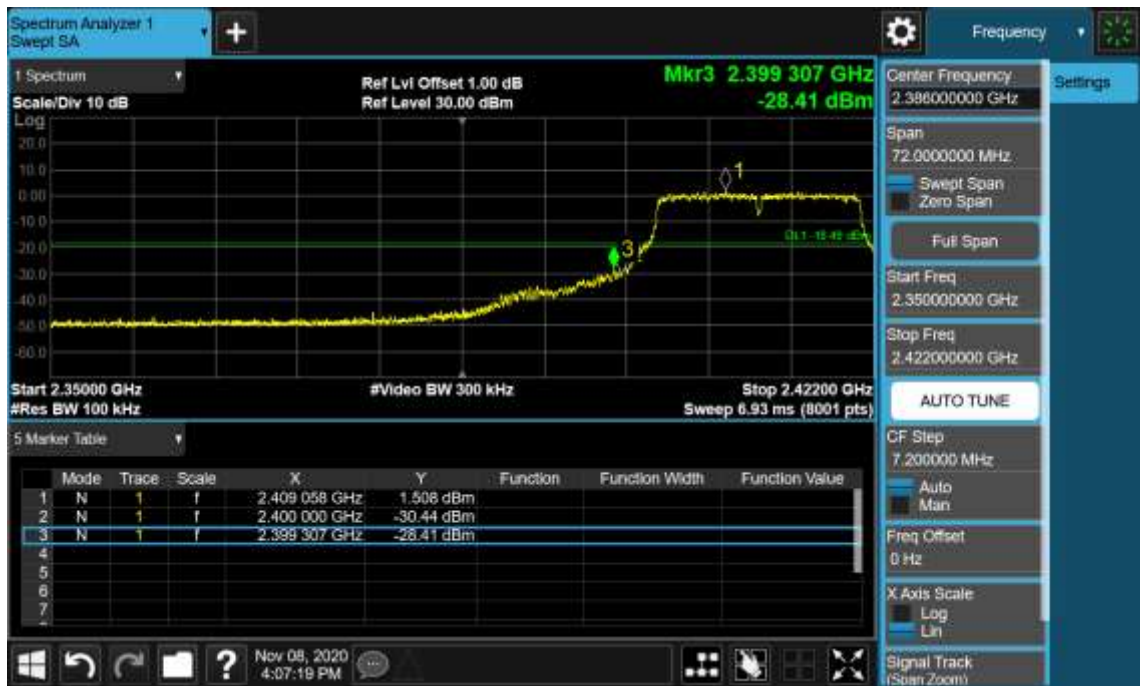 Spectrum Analyzer 1
Swept SA
+
Frequency
1 Spectrum
Scale/Div 10 dB
Ref Lvl Offset 1.00 dB
Ref Level 30.00 dBm
Mkr3 2.399 307 GHz
-28.41 dBm
Log
20.0
10.0
0.00
-10.0
-20.0
-30.0
-40.0
-50.0
-60.0
1
3
Start 2.35000 GHz
#Res BW 100 kHz
#Video BW 300 kHz
Stop 2.42200 GHz
Sweep 6.93 ms (8001 pts)
5 Marker Table
Mode Trace Scale X Y Function Function Width Function Value
1 N 1 f 2.409 058 GHz 1.508 dBm
2 N 1 f 2.400 000 GHz -30.44 dBm
3 N 1 f 2.399 307 GHz -28.41 dBm
4
5
6
7
?
Nov 08, 2020
4:07:19 PM
Center Frequency
2.386000000 GHz
Settings
Span
72.0000000 MHz
Swept Span
Zero Span
Full Span
Start Freq
2.350000000 GHz
Stop Freq
2.422000000 GHz
AUTO TUNE
CF Step
7.200000 MHz
Auto
Man
Freq Offset
0 Hz
X Axis Scale
Log
Lin
Signal Track
(Span Zoom)